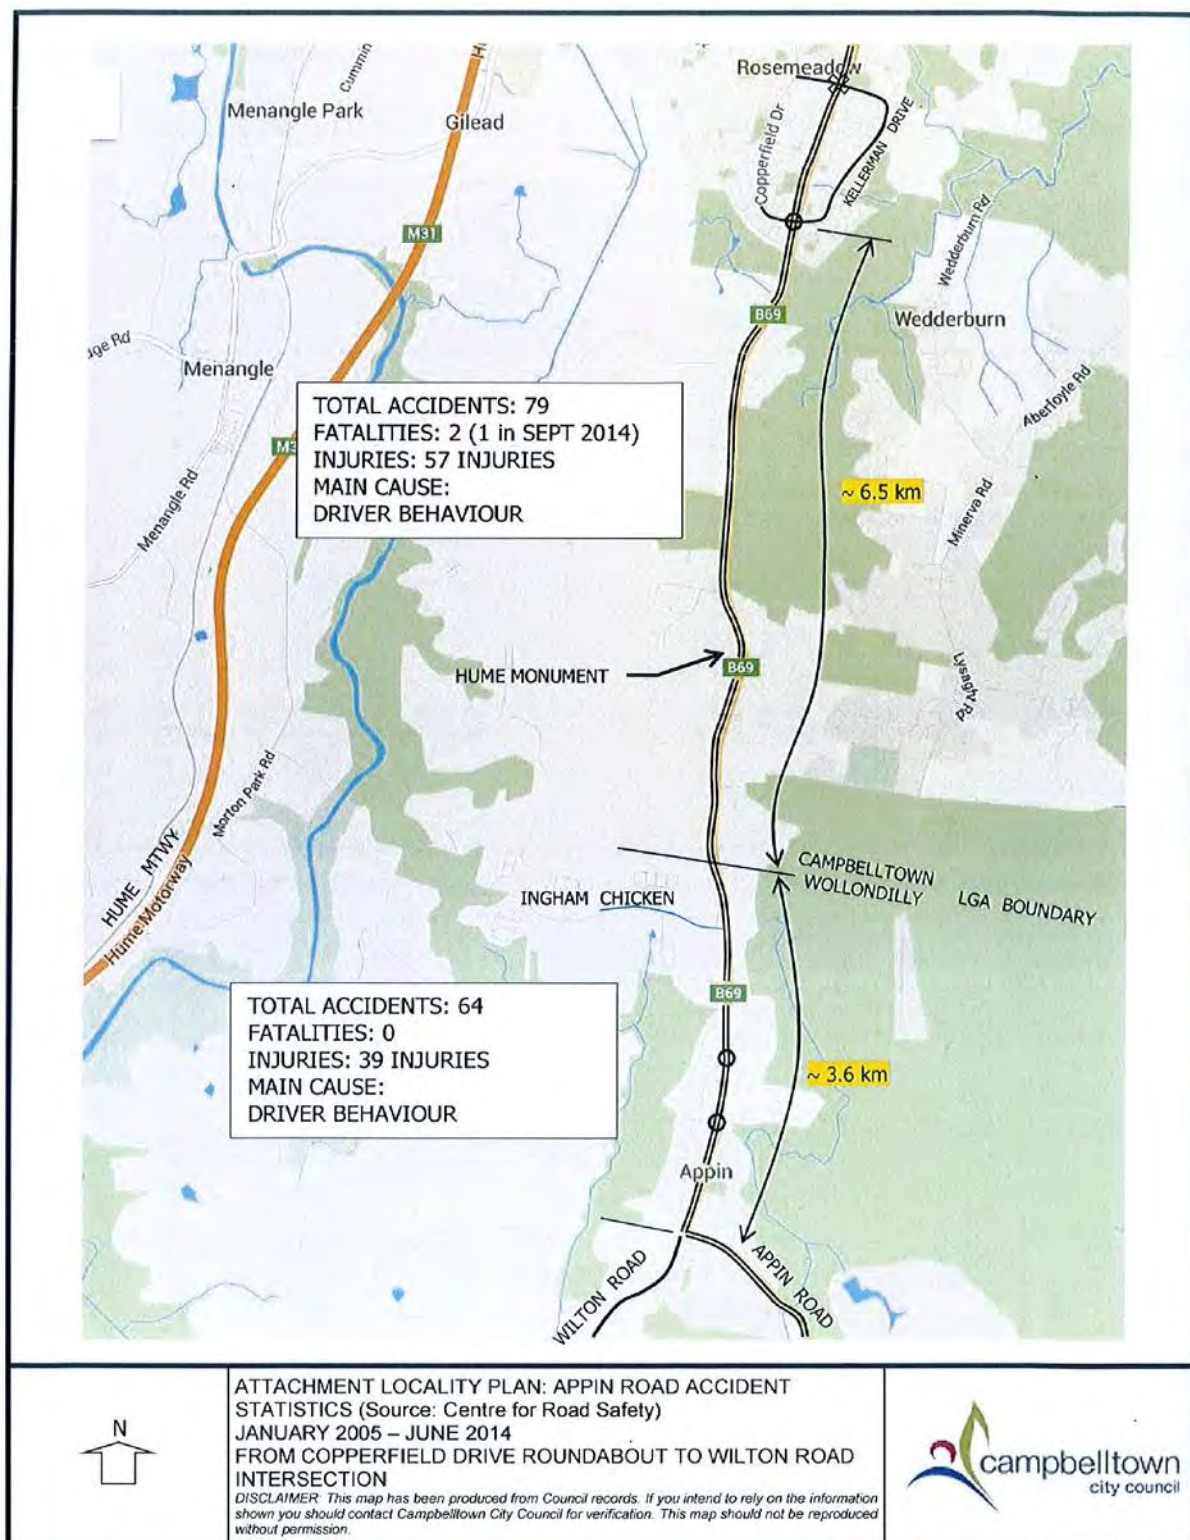 Rosemeadow
Cummin
Menangle Park
Gilead
Hu
Copperfield Dr
KELLERMAN DRIVE
M31
Wedderburn Rd
B69
Wedderburn
age Rd
Menangle
Aberfoyle Rd
TOTAL ACCIDENTS: 79
FATALITIES: 2 (1 in SEPT 2014)
INJURIES: 57 INJURIES
MAIN CAUSE:
DRIVER BEHAVIOUR
M3
~ 6.5 km
Menangle Rd
Minerva Rd
HUME MONUMENT
B69
Lysaght Rd
Morton Park Rd
HUME MTWY
Hume Motorway
CAMPBELLTOWN
WOLLONDILLY LGA BOUNDARY
INGHAM CHICKEN
B69
TOTAL ACCIDENTS: 64
FATALITIES: 0
INJURIES: 39 INJURIES
MAIN CAUSE:
DRIVER BEHAVIOUR
~ 3.6 km
Appin
WILTON ROAD
APPIN ROAD
N
ATTACHMENT LOCALITY PLAN: APPIN ROAD ACCIDENT
STATISTICS (Source: Centre for Road Safety)
JANUARY 2005 – JUNE 2014
FROM COPPERFIELD DRIVE ROUNDABOUT TO WILTON ROAD
INTERSECTION
DISCLAIMER: This map has been produced from Council records. If you intend to rely on the information
shown you should contact Campbelltown City Council for verification. This map should not be reproduced
without permission.
campbelltown
city council